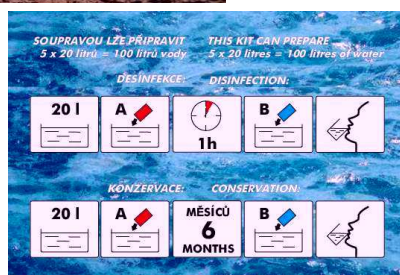 SOUPRAVOU LZE PŘIPRAVIT THIS KIT CAN PREPARE
5 x 20 litrů = 100 litrů vody 5 x 20 litres = 100 litres of water
DESINFEKCE: DISINFECTION:
20 l A 1h B
KONZERVACE: CONSERVATION:
20 l A MĚSÍCŮ 6 MONTHS B